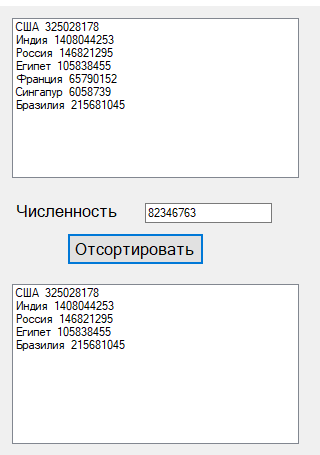 США 325028178
Индия 1408044253
Россия 146821295
Египет 105838455
Франция 65790152
Сингапур 6058739
Бразилия 215681045
Численность 82346763
Отсортировать
США 325028178
Индия 1408044253
Россия 146821295
Египет 105838455
Бразилия 215681045